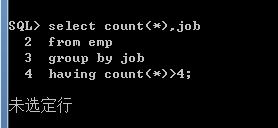 SQL> select count(*),job
  2  from emp
  3  group by job
  4  having count(*)>4;
未选定行